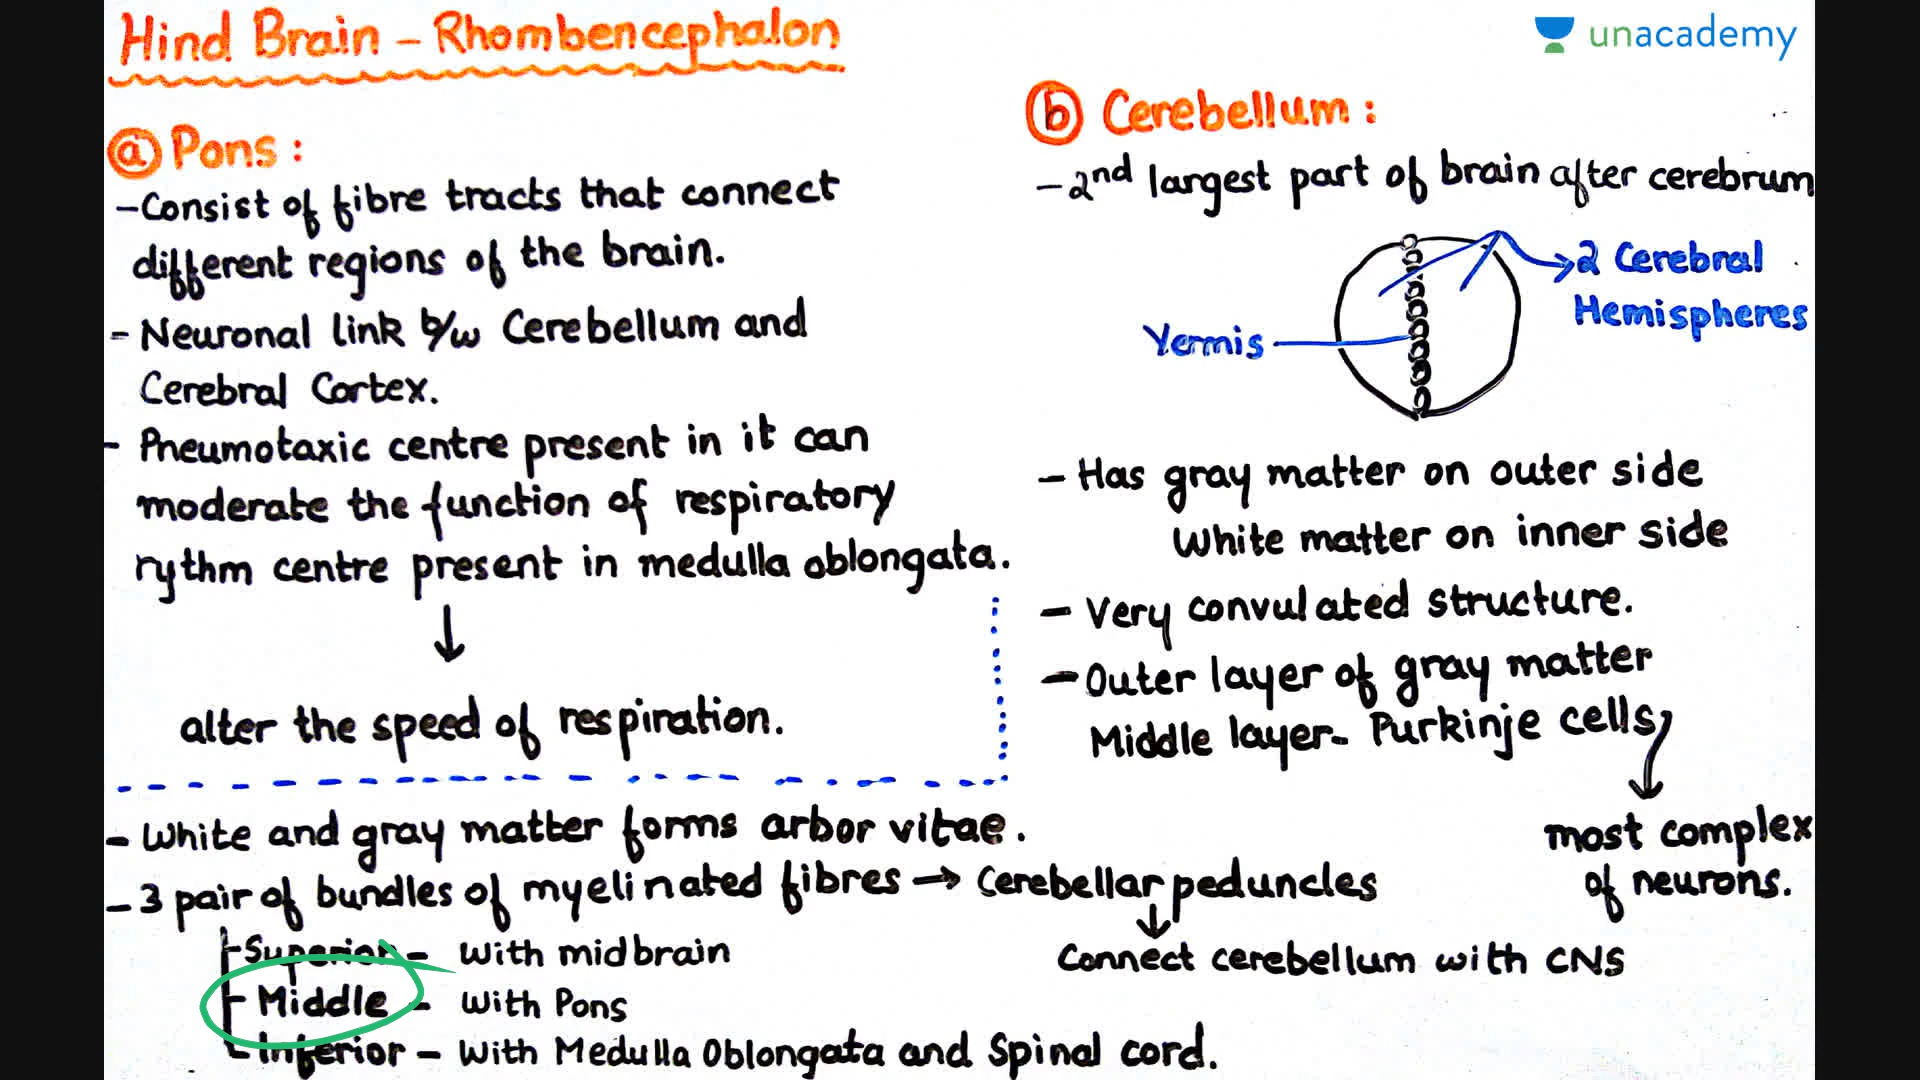 Hind Brain – Rhombencephalon
unacademy
ⓐ Pons :
– Consist of fibre tracts that connect
different regions of the brain.
- Neuronal link b/w Cerebellum and
Cerebral Cortex.
- Pneumotaxic centre present in it can
moderate the function of respiratory
rythm centre present in medulla oblongata.
↓
alter the speed of respiration.
ⓑ Cerebellum :
– 2nd largest part of brain after cerebrum
→ 2 Cerebral
Hemispheres
Vermis
– Has gray matter on outer side
White matter on inner side
– Very convulated structure.
– Outer layer of gray matter
Middle layer - Purkinje cells
most complex
of neurons.
- White and gray matter forms arbor vitae.
- 3 pair of bundles of myelinated fibres → Cerebellar peduncles
↓
Connect cerebellum with CNS
- Superior – With midbrain
- Middle – With Pons
- Inferior – With Medulla Oblongata and Spinal cord.